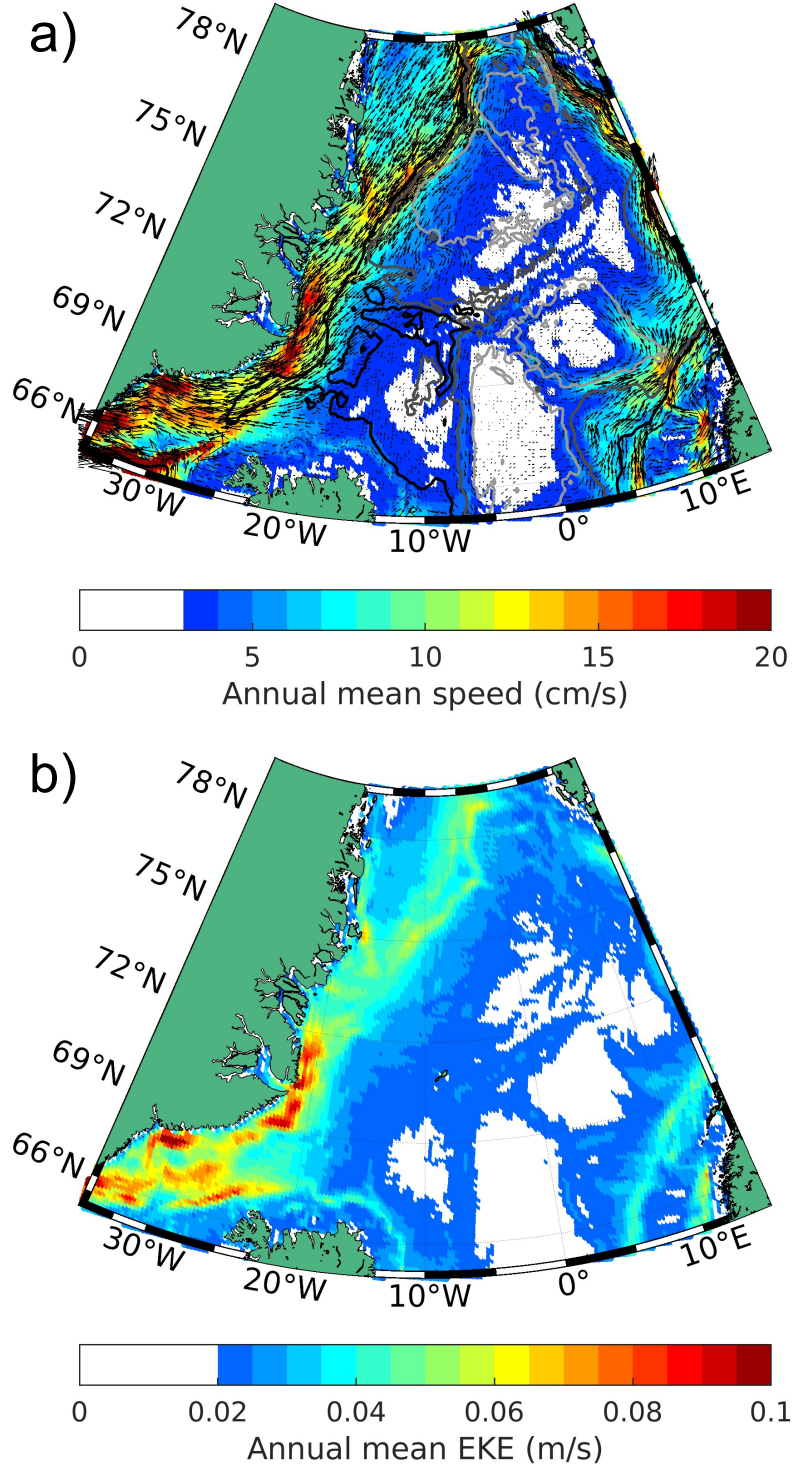 a)
78°N
75°N
72°N
69°N
66°N
30°W
20°W
10°W
0°
10°E
0 5 10 15 20
Annual mean speed (cm/s)
b)
78°N
75°N
72°N
69°N
66°N
30°W
20°W
10°W
0°
10°E
0 0.02 0.04 0.06 0.08 0.1
Annual mean EKE (m/s)